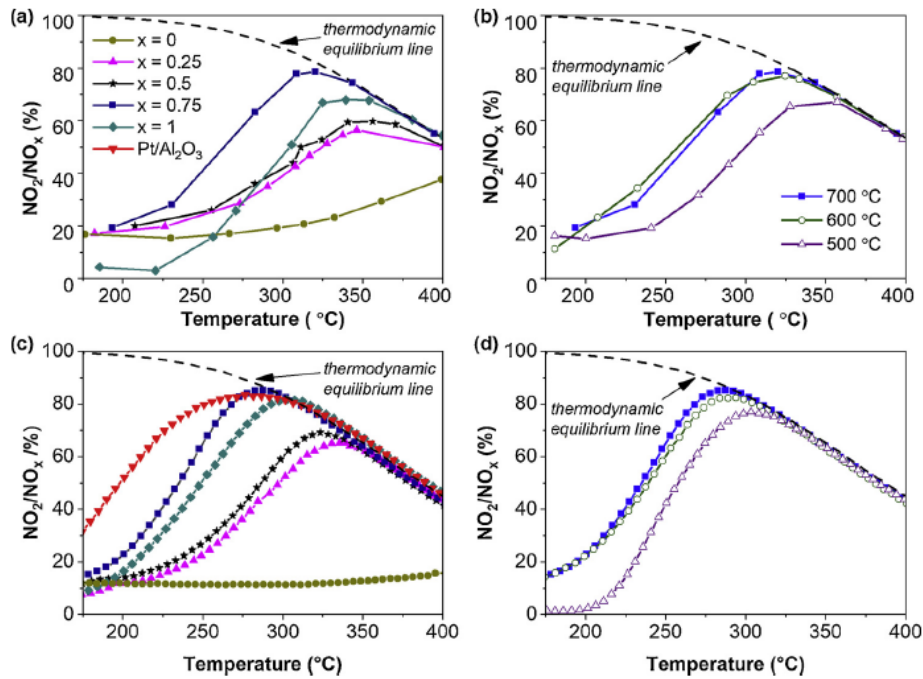 (a)
thermodynamic
equilibrium line
x = 0
x = 0.25
x = 0.5
x = 0.75
x = 1
Pt/Al₂O₃
NO₂/NOₓ (%)
100
80
60
40
20
0
200 250 300 350 400
Temperature ( °C)
(b)
thermodynamic
equilibrium line
700 °C
600 °C
500 °C
NO₂/NOₓ (%)
100
80
60
40
20
0
200 250 300 350 400
Temperature (°C)
(c)
thermodynamic
equilibrium line
NO₂/NOₓ /%)
100
80
60
40
20
0
200 250 300 350 400
Temperature (°C)
(d)
thermodynamic
equilibrium line
NO₂/NOₓ (%)
100
80
60
40
20
0
200 250 300 350 400
Temperature (°C)